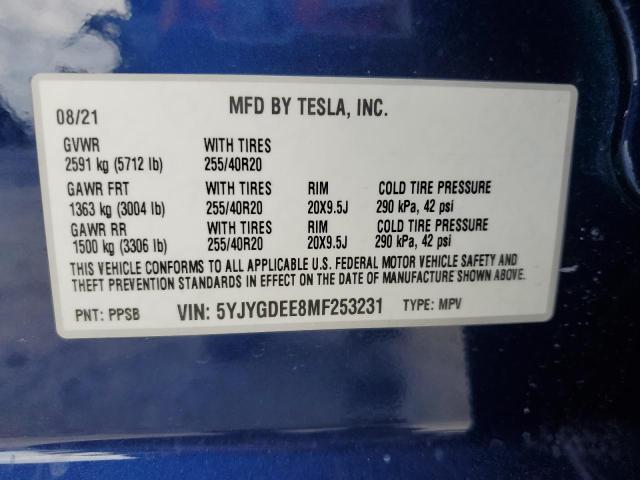 08/21 MFD BY TESLA, INC.
GVWR WITH TIRES
2591 kg (5712 lb) 255/40R20
GAWR FRT WITH TIRES RIM COLD TIRE PRESSURE
1363 kg (3004 lb) 255/40R20 20X9.5J 290 kPa, 42 psi
GAWR RR WITH TIRES RIM COLD TIRE PRESSURE
1500 kg (3306 lb) 255/40R20 20X9.5J 290 kPa, 42 psi
THIS VEHICLE CONFORMS TO ALL APPLICABLE U.S. FEDERAL MOTOR VEHICLE SAFETY AND
THEFT PREVENTION STANDARDS IN EFFECT ON THE DATE OF MANUFACTURE SHOWN ABOVE.
PNT: PPSB VIN: 5YJYGDEE8MF253231 TYPE: MPV